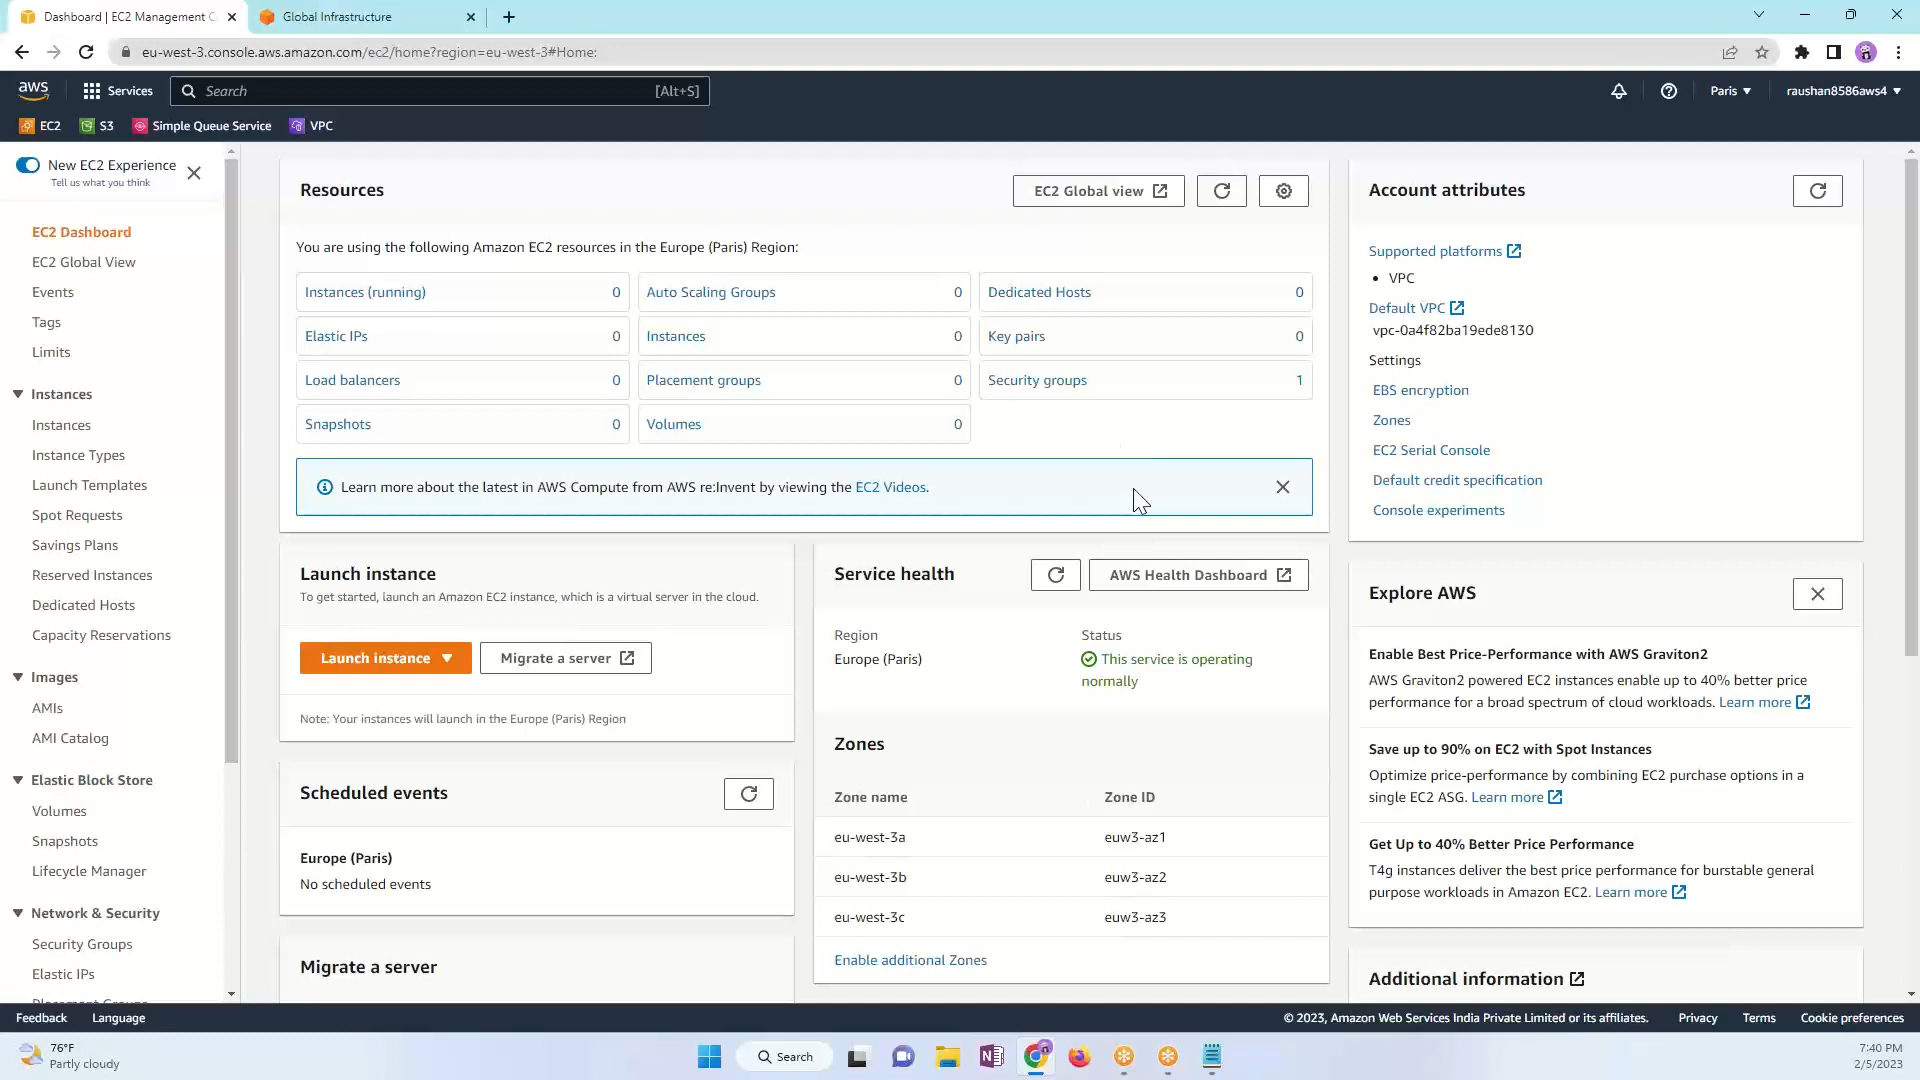 Dashboard | EC2 Management C
Global Infrastructure
eu-west-3.console.aws.amazon.com/ec2/home?region=eu-west-3#Home:
aws
Services
Search
[Alt+S]
Paris
raushan8586aws4
EC2
S3
Simple Queue Service
VPC
New EC2 Experience
Tell us what you think
EC2 Dashboard
EC2 Global View
Events
Tags
Limits
Instances
Instances
Instance Types
Launch Templates
Spot Requests
Savings Plans
Reserved Instances
Dedicated Hosts
Capacity Reservations
Images
AMIs
AMI Catalog
Elastic Block Store
Volumes
Snapshots
Lifecycle Manager
Network & Security
Security Groups
Elastic IPs
Placement Groups
Resources
EC2 Global view
You are using the following Amazon EC2 resources in the Europe (Paris) Region:
Instances (running) 0
Auto Scaling Groups 0
Dedicated Hosts 0
Elastic IPs 0
Instances 0
Key pairs 0
Load balancers 0
Placement groups 0
Security groups 1
Snapshots 0
Volumes 0
Learn more about the latest in AWS Compute from AWS re:Invent by viewing the EC2 Videos.
Launch instance
To get started, launch an Amazon EC2 instance, which is a virtual server in the cloud.
Launch instance
Migrate a server
Note: Your instances will launch in the Europe (Paris) Region
Scheduled events
Europe (Paris)
No scheduled events
Migrate a server
Service health
AWS Health Dashboard
Region
Europe (Paris)
Status
This service is operating
normally
Zones
Zone name Zone ID
eu-west-3a euw3-az1
eu-west-3b euw3-az2
eu-west-3c euw3-az3
Enable additional Zones
Account attributes
Supported platforms
• VPC
Default VPC
vpc-0a4f82ba19ede8130
Settings
EBS encryption
Zones
EC2 Serial Console
Default credit specification
Console experiments
Explore AWS
Enable Best Price-Performance with AWS Graviton2
AWS Graviton2 powered EC2 instances enable up to 40% better price
performance for a broad spectrum of cloud workloads. Learn more
Save up to 90% on EC2 with Spot Instances
Optimize price-performance by combining EC2 purchase options in a
single EC2 ASG. Learn more
Get Up to 40% Better Price Performance
T4g instances deliver the best price performance for burstable general
purpose workloads in Amazon EC2. Learn more
Additional information
Feedback
Language
© 2023, Amazon Web Services India Private Limited or its affiliates.
Privacy
Terms
Cookie preferences
76°F
Partly cloudy
Search
7:40 PM
2/5/2023